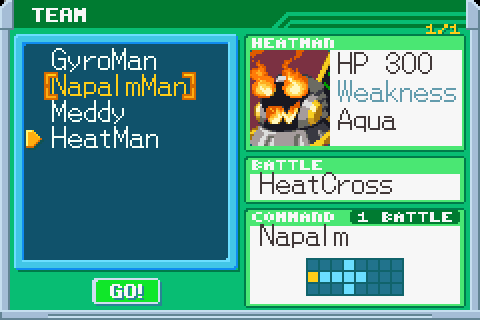 TEAM
1/1
GyroMan
NapalmMan
Meddy
HeatMan
GO!
HEATMAN
HP 300
Weakness
Aqua
BATTLE
HeatCross
COMMAND 1 BATTLE
Napalm